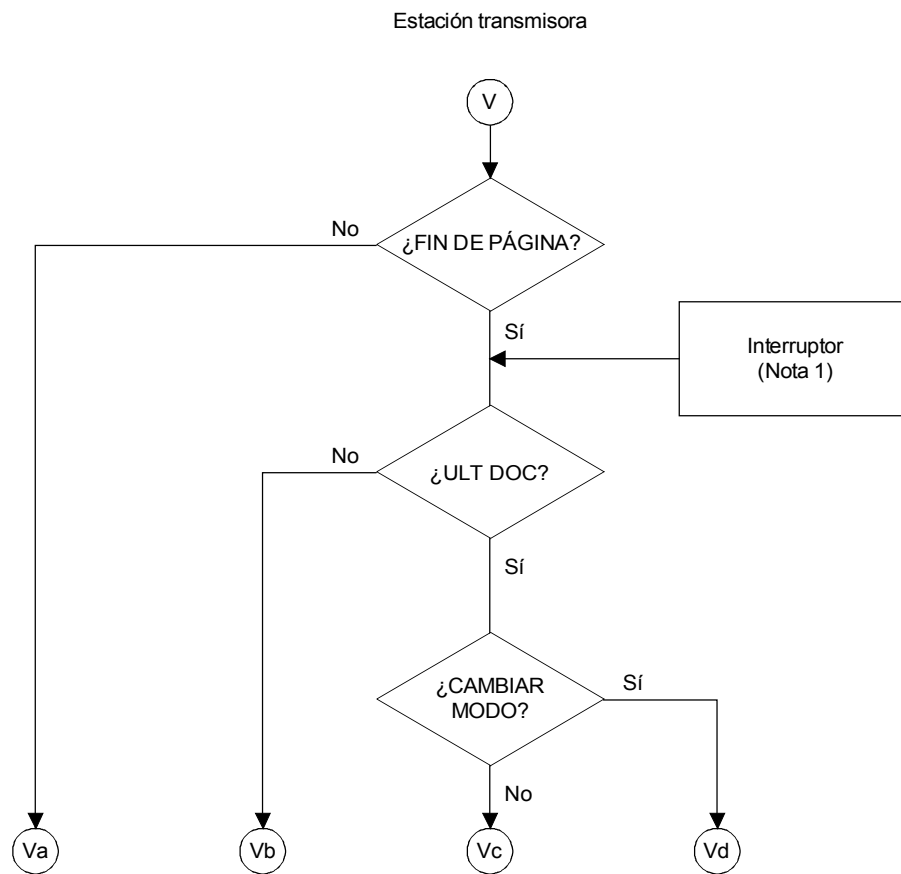 Estación transmisora
V
No
¿FIN DE PÁGINA?
Sí
Interruptor
(Nota 1)
No
¿ULT DOC?
Sí
¿CAMBIAR
MODO?
Sí
No
Va
Vb
Vc
Vd